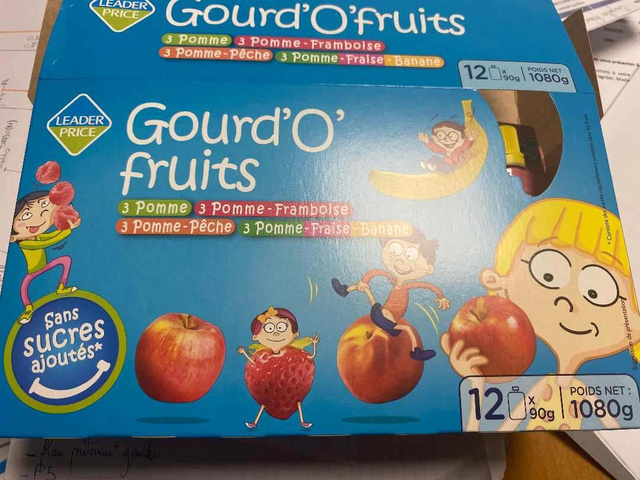 LEADER
PRICE
Gourd'O'fruits
3 Pomme 3 Pomme-Framboise
3 Pomme-Pêche 3 Pomme-Fraise-Banane
12 x 90g POIDS NET: 1080g
LEADER
PRICE
Gourd'O'
fruits
3 Pomme 3 Pomme-Framboise
3 Pomme-Pêche 3 Pomme-Fraise-Banane
Sans
sucres
ajoutés*
12 x 90g POIDS NET: 1080g